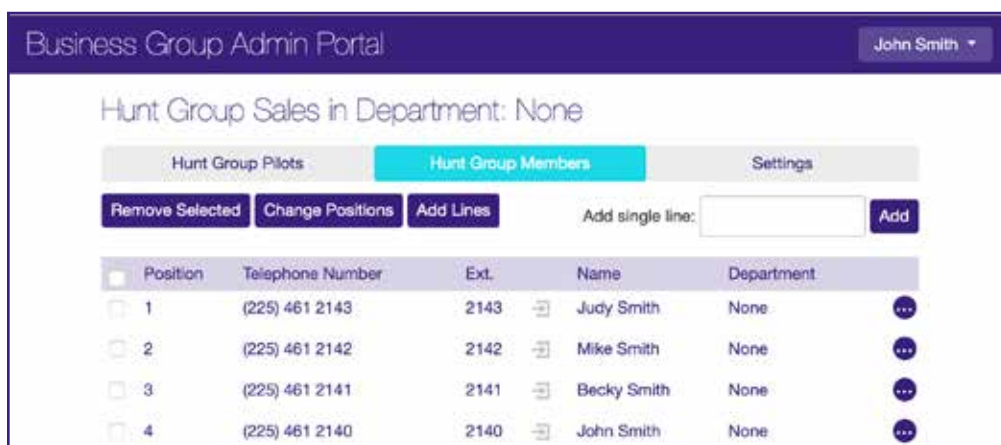 Business Group Admin Portal John Smith
Hunt Group Sales in Department: None
Hunt Group Pilots Hunt Group Members Settings
Remove Selected Change Positions Add Lines Add single line: Add
Position Telephone Number Ext. Name Department
1 (225) 461 2143 2143 Judy Smith None
2 (225) 461 2142 2142 Mike Smith None
3 (225) 461 2141 2141 Becky Smith None
4 (225) 461 2140 2140 John Smith None